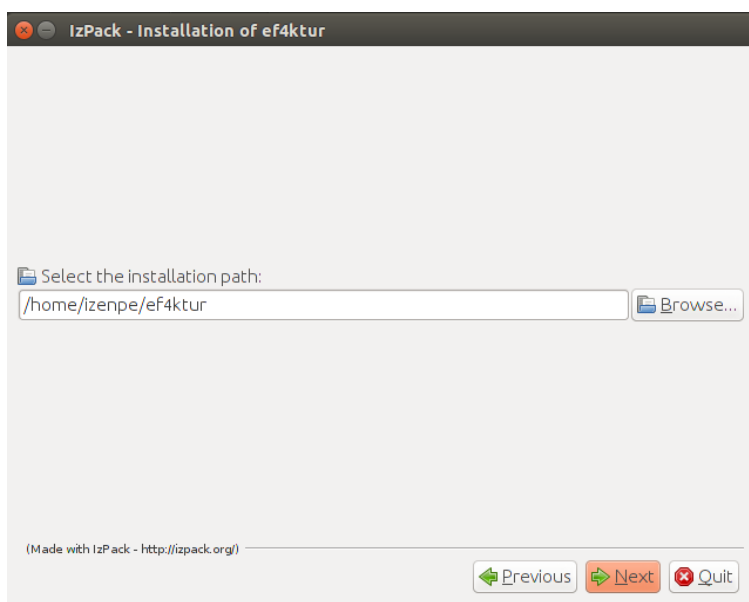 IzPack - Installation of ef4ktur
Select the installation path:
/home/izenpe/ef4ktur
Browse...
(Made with IzPack - http://izpack.org/)
Previous
Next
Quit